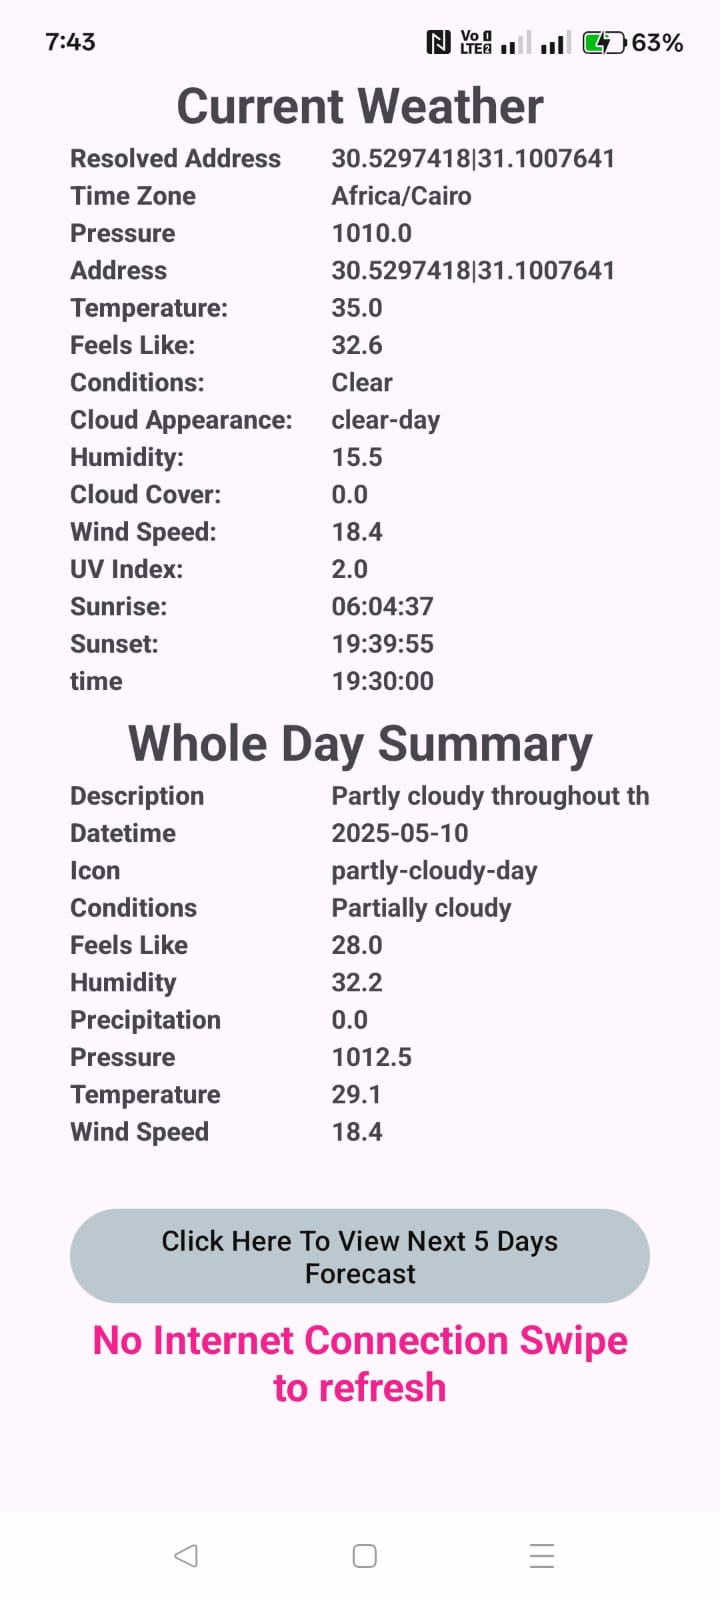 7:43
Vo LTE2 63%
Current Weather
Resolved Address 30.5297418|31.1007641
Time Zone Africa/Cairo
Pressure 1010.0
Address 30.5297418|31.1007641
Temperature: 35.0
Feels Like: 32.6
Conditions: Clear
Cloud Appearance: clear-day
Humidity: 15.5
Cloud Cover: 0.0
Wind Speed: 18.4
UV Index: 2.0
Sunrise: 06:04:37
Sunset: 19:39:55
time 19:30:00
Whole Day Summary
Description Partly cloudy throughout th
Datetime 2025-05-10
Icon partly-cloudy-day
Conditions Partially cloudy
Feels Like 28.0
Humidity 32.2
Precipitation 0.0
Pressure 1012.5
Temperature 29.1
Wind Speed 18.4
Click Here To View Next 5 Days
Forecast
No Internet Connection Swipe
to refresh